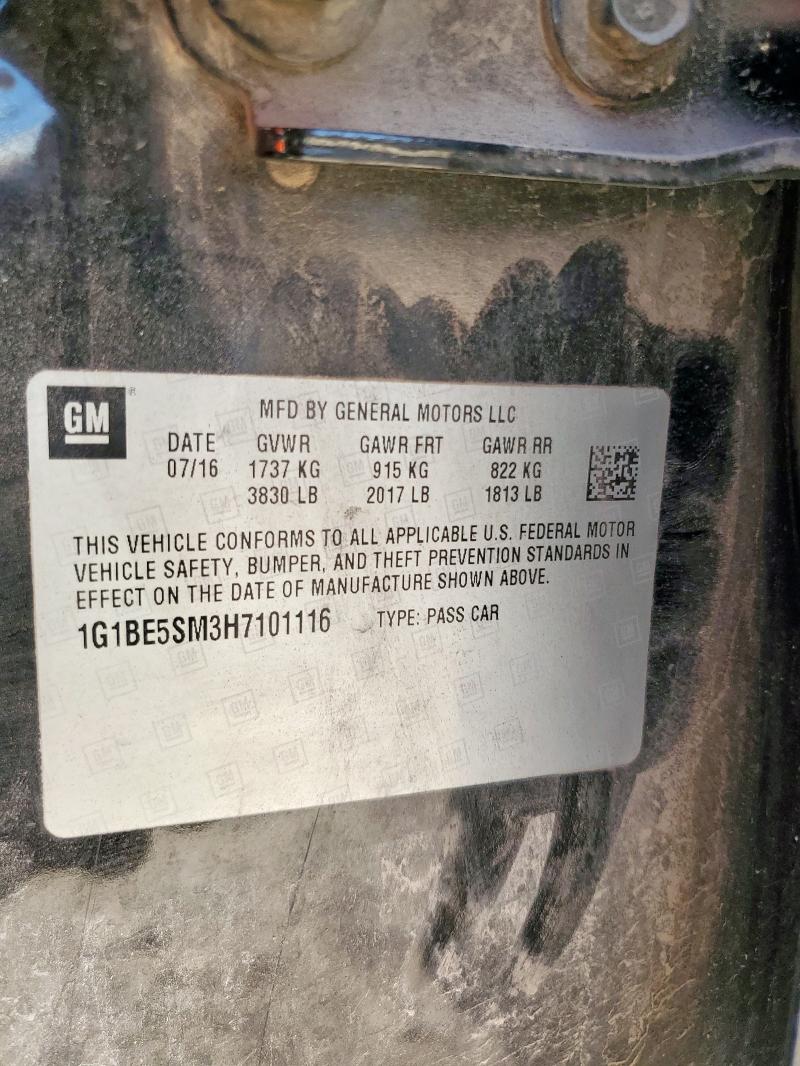 GM ®
MFD BY GENERAL MOTORS LLC
DATE GVWR GAWR FRT GAWR RR
07/16 1737 KG 915 KG 822 KG
3830 LB 2017 LB 1813 LB
THIS VEHICLE CONFORMS TO ALL APPLICABLE U.S. FEDERAL MOTOR
VEHICLE SAFETY, BUMPER, AND THEFT PREVENTION STANDARDS IN
EFFECT ON THE DATE OF MANUFACTURE SHOWN ABOVE.
1G1BE5SM3H7101116 TYPE: PASS CAR